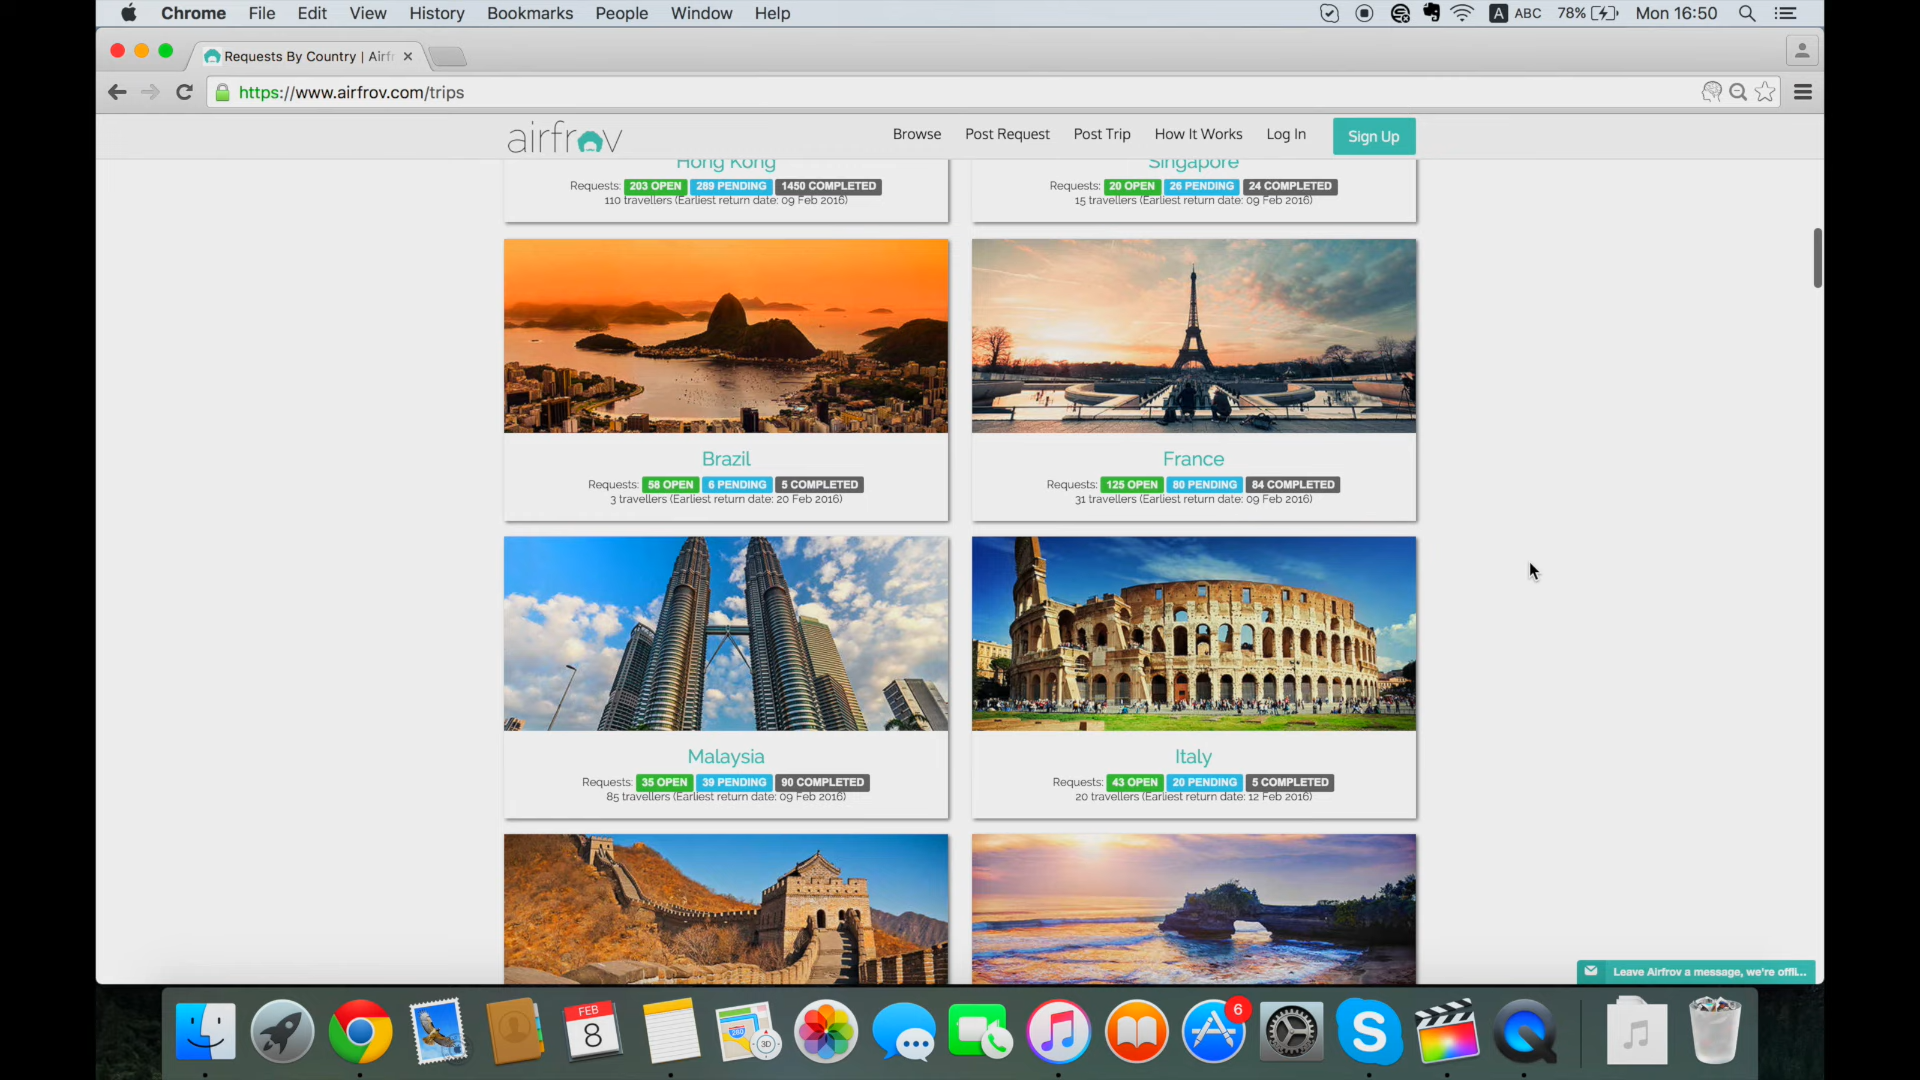 Chrome File Edit View History Bookmarks People Window Help
A ABC 78% Mon 16:50
Requests By Country | Airfr
https://www.airfrov.com/trips
airfrov
Browse Post Request Post Trip How It Works Log In Sign Up
Hong Kong
Requests: 203 OPEN 289 PENDING 1450 COMPLETED
110 travellers (Earliest return date: 09 Feb 2016)
Singapore
Requests: 20 OPEN 26 PENDING 24 COMPLETED
15 travellers (Earliest return date: 09 Feb 2016)
Brazil
Requests: 58 OPEN 6 PENDING 5 COMPLETED
3 travellers (Earliest return date: 20 Feb 2016)
France
Requests: 125 OPEN 80 PENDING 84 COMPLETED
31 travellers (Earliest return date: 09 Feb 2016)
Malaysia
Requests: 35 OPEN 39 PENDING 90 COMPLETED
85 travellers (Earliest return date: 09 Feb 2016)
Italy
Requests: 43 OPEN 20 PENDING 5 COMPLETED
20 travellers (Earliest return date: 12 Feb 2016)
Leave Airfrov a message, we're offli...
FEB
8
280
3D
6